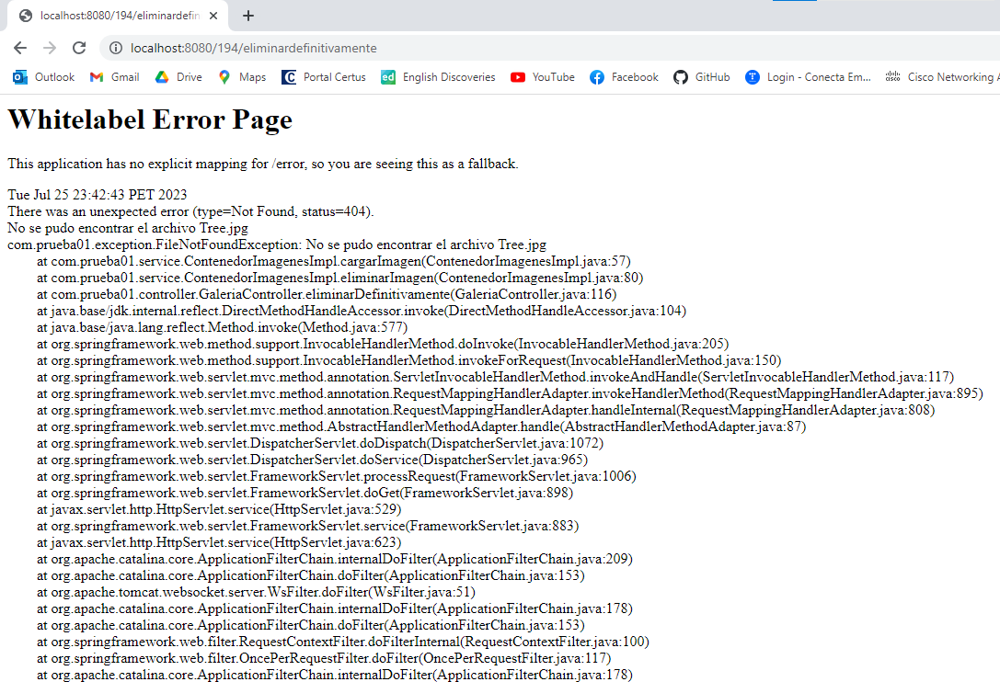 localhost:8080/194/eliminardefin
localhost:8080/194/eliminardefinitivamente
Outlook Gmail Drive Maps Portal Certus English Discoveries YouTube Facebook GitHub Login - Conecta Em... Cisco Networking A
Whitelabel Error Page
This application has no explicit mapping for /error, so you are seeing this as a fallback.
Tue Jul 25 23:42:43 PET 2023
There was an unexpected error (type=Not Found, status=404).
No se pudo encontrar el archivo Tree.jpg
com.prueba01.exception.FileNotFoundException: No se pudo encontrar el archivo Tree.jpg
at com.prueba01.service.ContenedorImagenesImpl.cargarImagen(ContenedorImagenesImpl.java:57)
at com.prueba01.service.ContenedorImagenesImpl.eliminarImagen(ContenedorImagenesImpl.java:80)
at com.prueba01.controller.GaleriaController.eliminarDefinitivamente(GaleriaController.java:116)
at java.base/jdk.internal.reflect.DirectMethodHandleAccessor.invoke(DirectMethodHandleAccessor.java:104)
at java.base/java.lang.reflect.Method.invoke(Method.java:577)
at org.springframework.web.method.support.InvocableHandlerMethod.doInvoke(InvocableHandlerMethod.java:205)
at org.springframework.web.method.support.InvocableHandlerMethod.invokeForRequest(InvocableHandlerMethod.java:150)
at org.springframework.web.servlet.mvc.method.annotation.ServletInvocableHandlerMethod.invokeAndHandle(ServletInvocableHandlerMethod.java:117)
at org.springframework.web.servlet.mvc.method.annotation.RequestMappingHandlerAdapter.invokeHandlerMethod(RequestMappingHandlerAdapter.java:895)
at org.springframework.web.servlet.mvc.method.annotation.RequestMappingHandlerAdapter.handleInternal(RequestMappingHandlerAdapter.java:808)
at org.springframework.web.servlet.mvc.method.AbstractHandlerMethodAdapter.handle(AbstractHandlerMethodAdapter.java:87)
at org.springframework.web.servlet.DispatcherServlet.doDispatch(DispatcherServlet.java:1072)
at org.springframework.web.servlet.DispatcherServlet.doService(DispatcherServlet.java:965)
at org.springframework.web.servlet.FrameworkServlet.processRequest(FrameworkServlet.java:1006)
at org.springframework.web.servlet.FrameworkServlet.doGet(FrameworkServlet.java:898)
at javax.servlet.http.HttpServlet.service(HttpServlet.java:529)
at org.springframework.web.servlet.FrameworkServlet.service(FrameworkServlet.java:883)
at javax.servlet.http.HttpServlet.service(HttpServlet.java:623)
at org.apache.catalina.core.ApplicationFilterChain.internalDoFilter(ApplicationFilterChain.java:209)
at org.apache.catalina.core.ApplicationFilterChain.doFilter(ApplicationFilterChain.java:153)
at org.apache.tomcat.websocket.server.WsFilter.doFilter(WsFilter.java:51)
at org.apache.catalina.core.ApplicationFilterChain.internalDoFilter(ApplicationFilterChain.java:178)
at org.apache.catalina.core.ApplicationFilterChain.doFilter(ApplicationFilterChain.java:153)
at org.springframework.web.filter.RequestContextFilter.doFilterInternal(RequestContextFilter.java:100)
at org.springframework.web.filter.OncePerRequestFilter.doFilter(OncePerRequestFilter.java:117)
at org.apache.catalina.core.ApplicationFilterChain.internalDoFilter(ApplicationFilterChain.java:178)